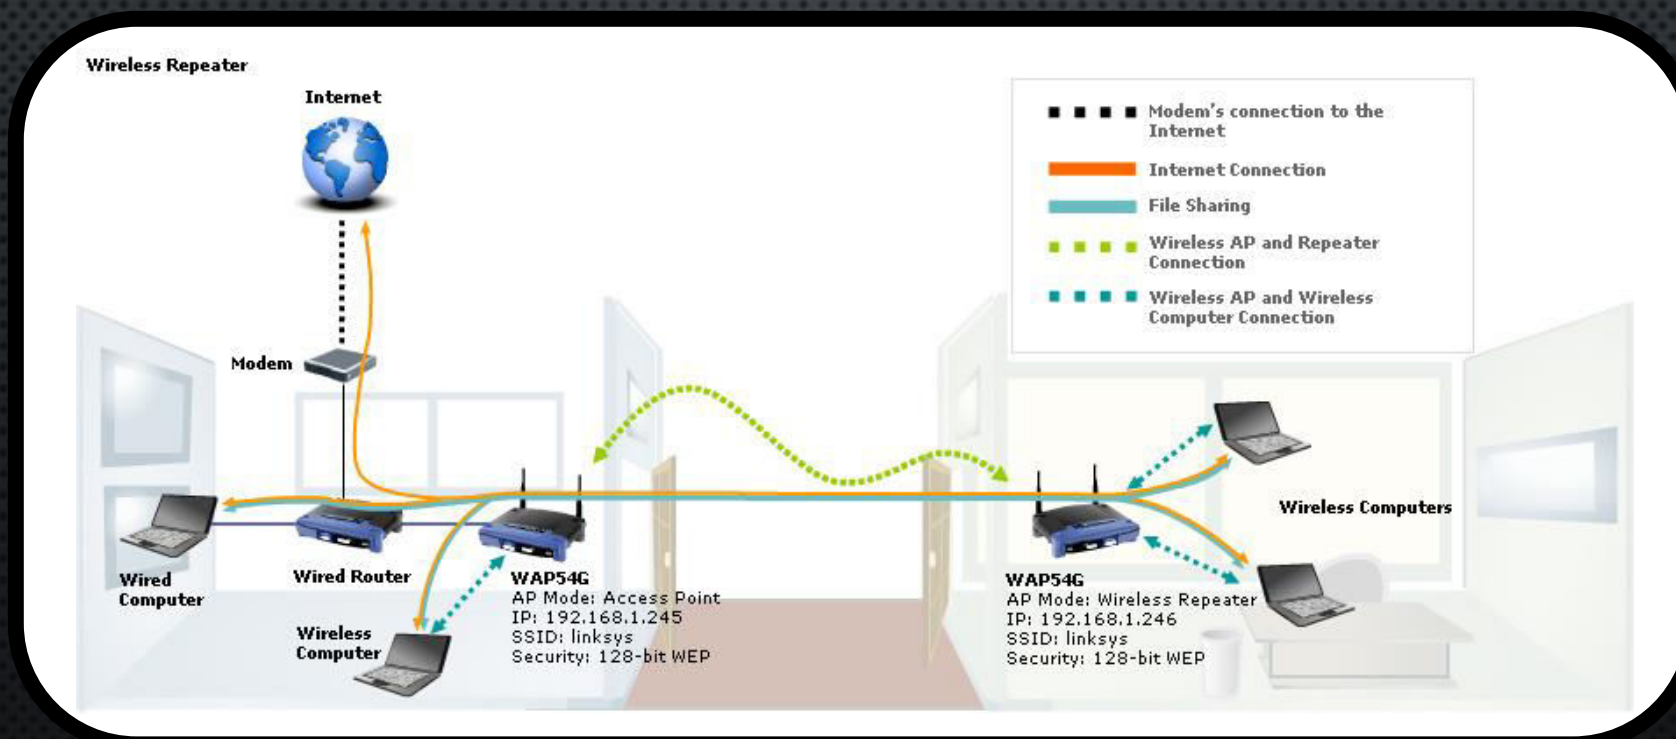 Wireless Repeater
Internet
Modem's connection to the
Internet
Internet Connection
File Sharing
Wireless AP and Repeater
Connection
Wireless AP and Wireless
Computer Connection
Modem
Wireless Computers
Wired
Computer
Wired Router
Wireless
Computer
WAP54G
AP Mode: Access Point
IP: 192.168.1.245
SSID: linksys
Security: 128-bit WEP
WAP54G
AP Mode: Wireless Repeater
IP: 192.168.1.246
SSID: linksys
Security: 128-bit WEP